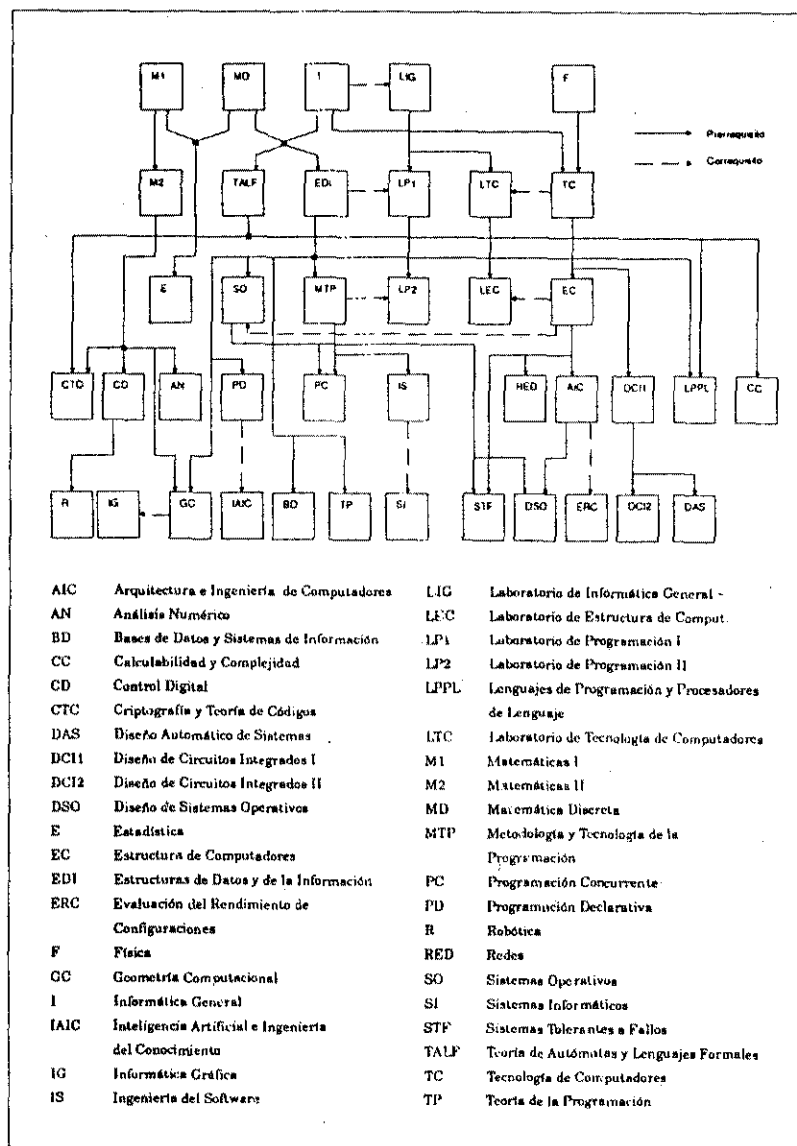 M1 MD I LIG F
Prerrequisito
Correquisito
M2 TALF EDI LP1 LTC TC
E SO MTP LP2 LEC EC
CTC CD AN PD PC IS RED AIC DCI1 LPPL CC
R IG GC IAIC BD TP SI STF DSO ERC DCI2 DAS
AIC Arquitectura e Ingeniería de Computadores
AN Análisis Numérico
BD Bases de Datos y Sistemas de Información
CC Calculabilidad y Complejidad
CD Control Digital
CTC Criptografía y Teoría de Códigos
DAS Diseño Automático de Sistemas
DCI1 Diseño de Circuitos Integrados I
DCI2 Diseño de Circuitos Integrados II
DSO Diseño de Sistemas Operativos
E Estadística
EC Estructura de Computadores
EDI Estructuras de Datos y de la Información
ERC Evaluación del Rendimiento de
Configuraciones
F Física
GC Geometría Computacional
I Informática General
IAIC Inteligencia Artificial e Ingeniería
del Conocimiento
IG Informática Gráfica
IS Ingeniería del Software
LIG Laboratorio de Informática General -
LEC Laboratorio de Estructura de Comput.
LP1 Laboratorio de Programación I
LP2 Laboratorio de Programación II
LPPL Lenguajes de Programación y Procesadores
de Lenguaje
LTC Laboratorio de Tecnología de Computadores
M1 Matemáticas I
M2 Matemáticas II
MD Matemática Discreta
MTP Metodología y Tecnología de la
Programación
PC Programación Concurrente
PD Programación Declarativa
R Robótica
RED Redes
SO Sistemas Operativos
SI Sistemas Informáticos
STF Sistemas Tolerantes a Fallos
TALF Teoría de Autómatas y Lenguajes Formales
TC Tecnología de Computadores
TP Teoría de la Programación